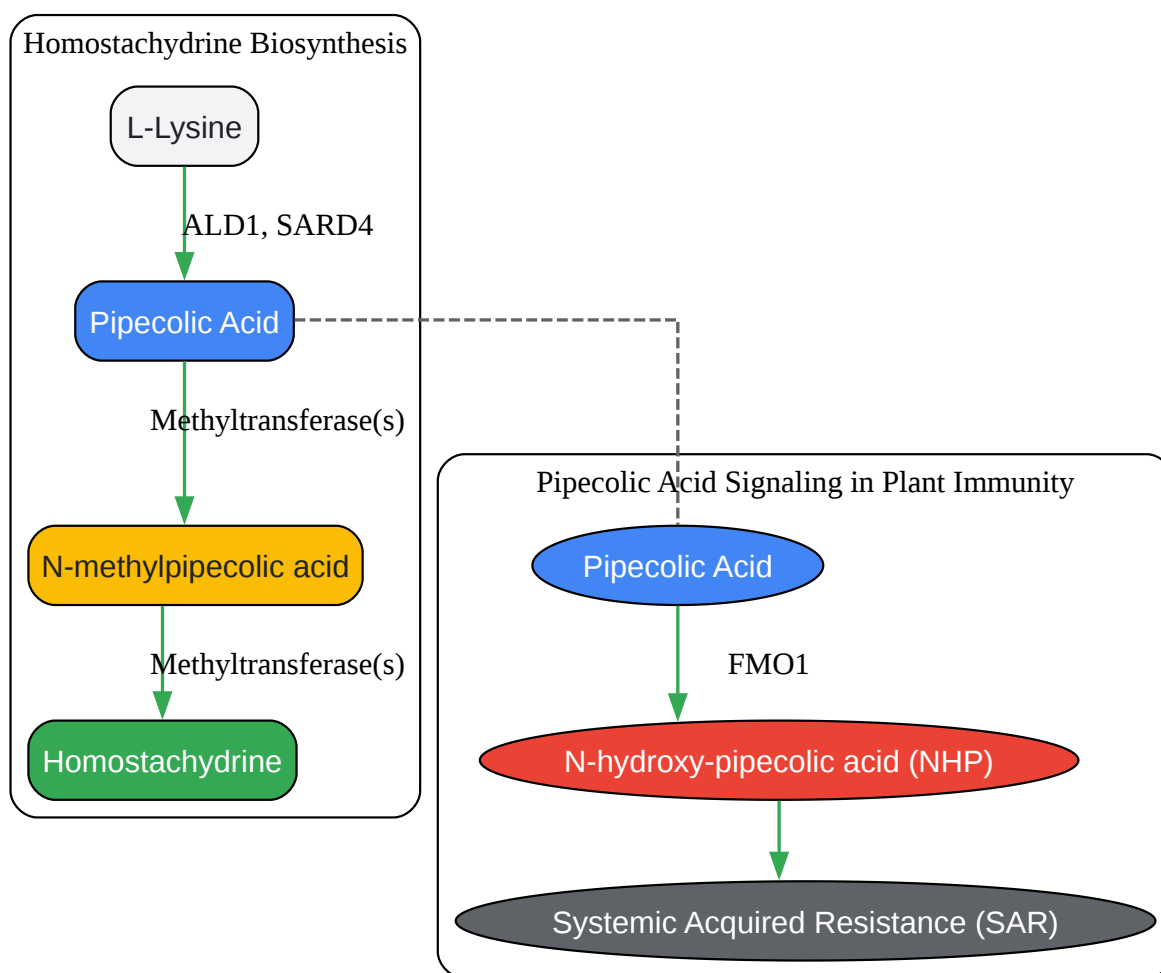 Homostachydrine Biosynthesis
L-Lysine
ALD1, SARD4
Pipecolic Acid
Methyltransferase(s)
N-methylpipecolic acid
Methyltransferase(s)
Homostachydrine
Pipecolic Acid Signaling in Plant Immunity
Pipecolic Acid
FMO1
N-hydroxy-pipecolic acid (NHP)
Systemic Acquired Resistance (SAR)